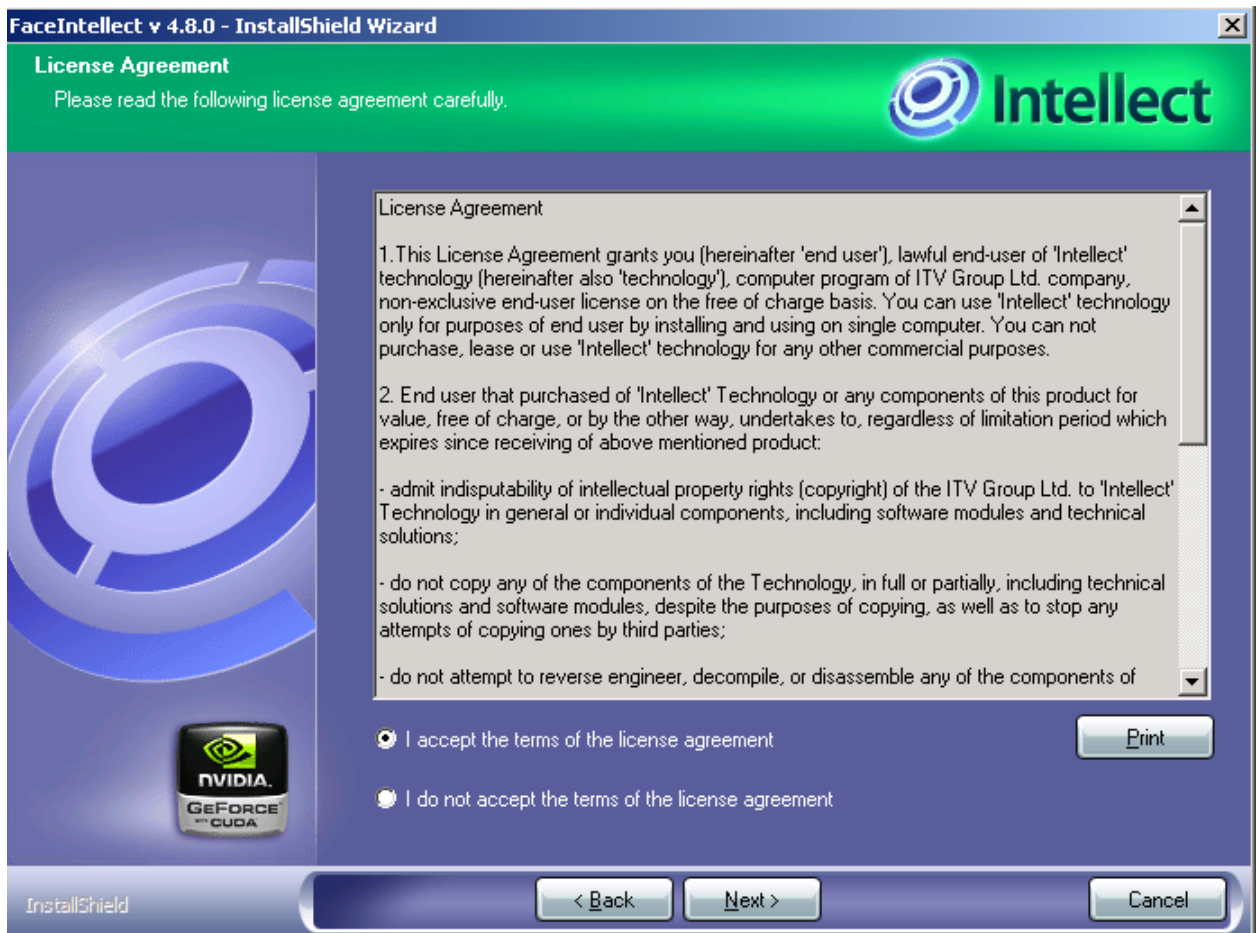 FaceIntellect v 4.8.0 - InstallShield Wizard
License Agreement
Please read the following license agreement carefully.
Intellect
License Agreement
1.This License Agreement grants you (hereinafter 'end user'), lawful end-user of 'Intellect'
technology (hereinafter also 'technology'), computer program of ITV Group Ltd. company,
non-exclusive end-user license on the free of charge basis. You can use 'Intellect' technology
only for purposes of end user by installing and using on single computer. You can not
purchase, lease or use 'Intellect' technology for any other commercial purposes.
2. End user that purchased of 'Intellect' Technology or any components of this product for
value, free of charge, or by the other way, undertakes to, regardless of limitation period which
expires since receiving of above mentioned product:
- admit indisputability of intellectual property rights (copyright) of the ITV Group Ltd. to 'Intellect'
Technology in general or individual components, including software modules and technical
solutions;
- do not copy any of the components of the Technology, in full or partially, including technical
solutions and software modules, despite the purposes of copying, as well as to stop any
attempts of copying ones by third parties;
- do not attempt to reverse engineer, decompile, or disassemble any of the components of
I accept the terms of the license agreement
Print
I do not accept the terms of the license agreement
NVIDIA.
GEFORCE
CUDA
InstallShield
< Back
Next >
Cancel